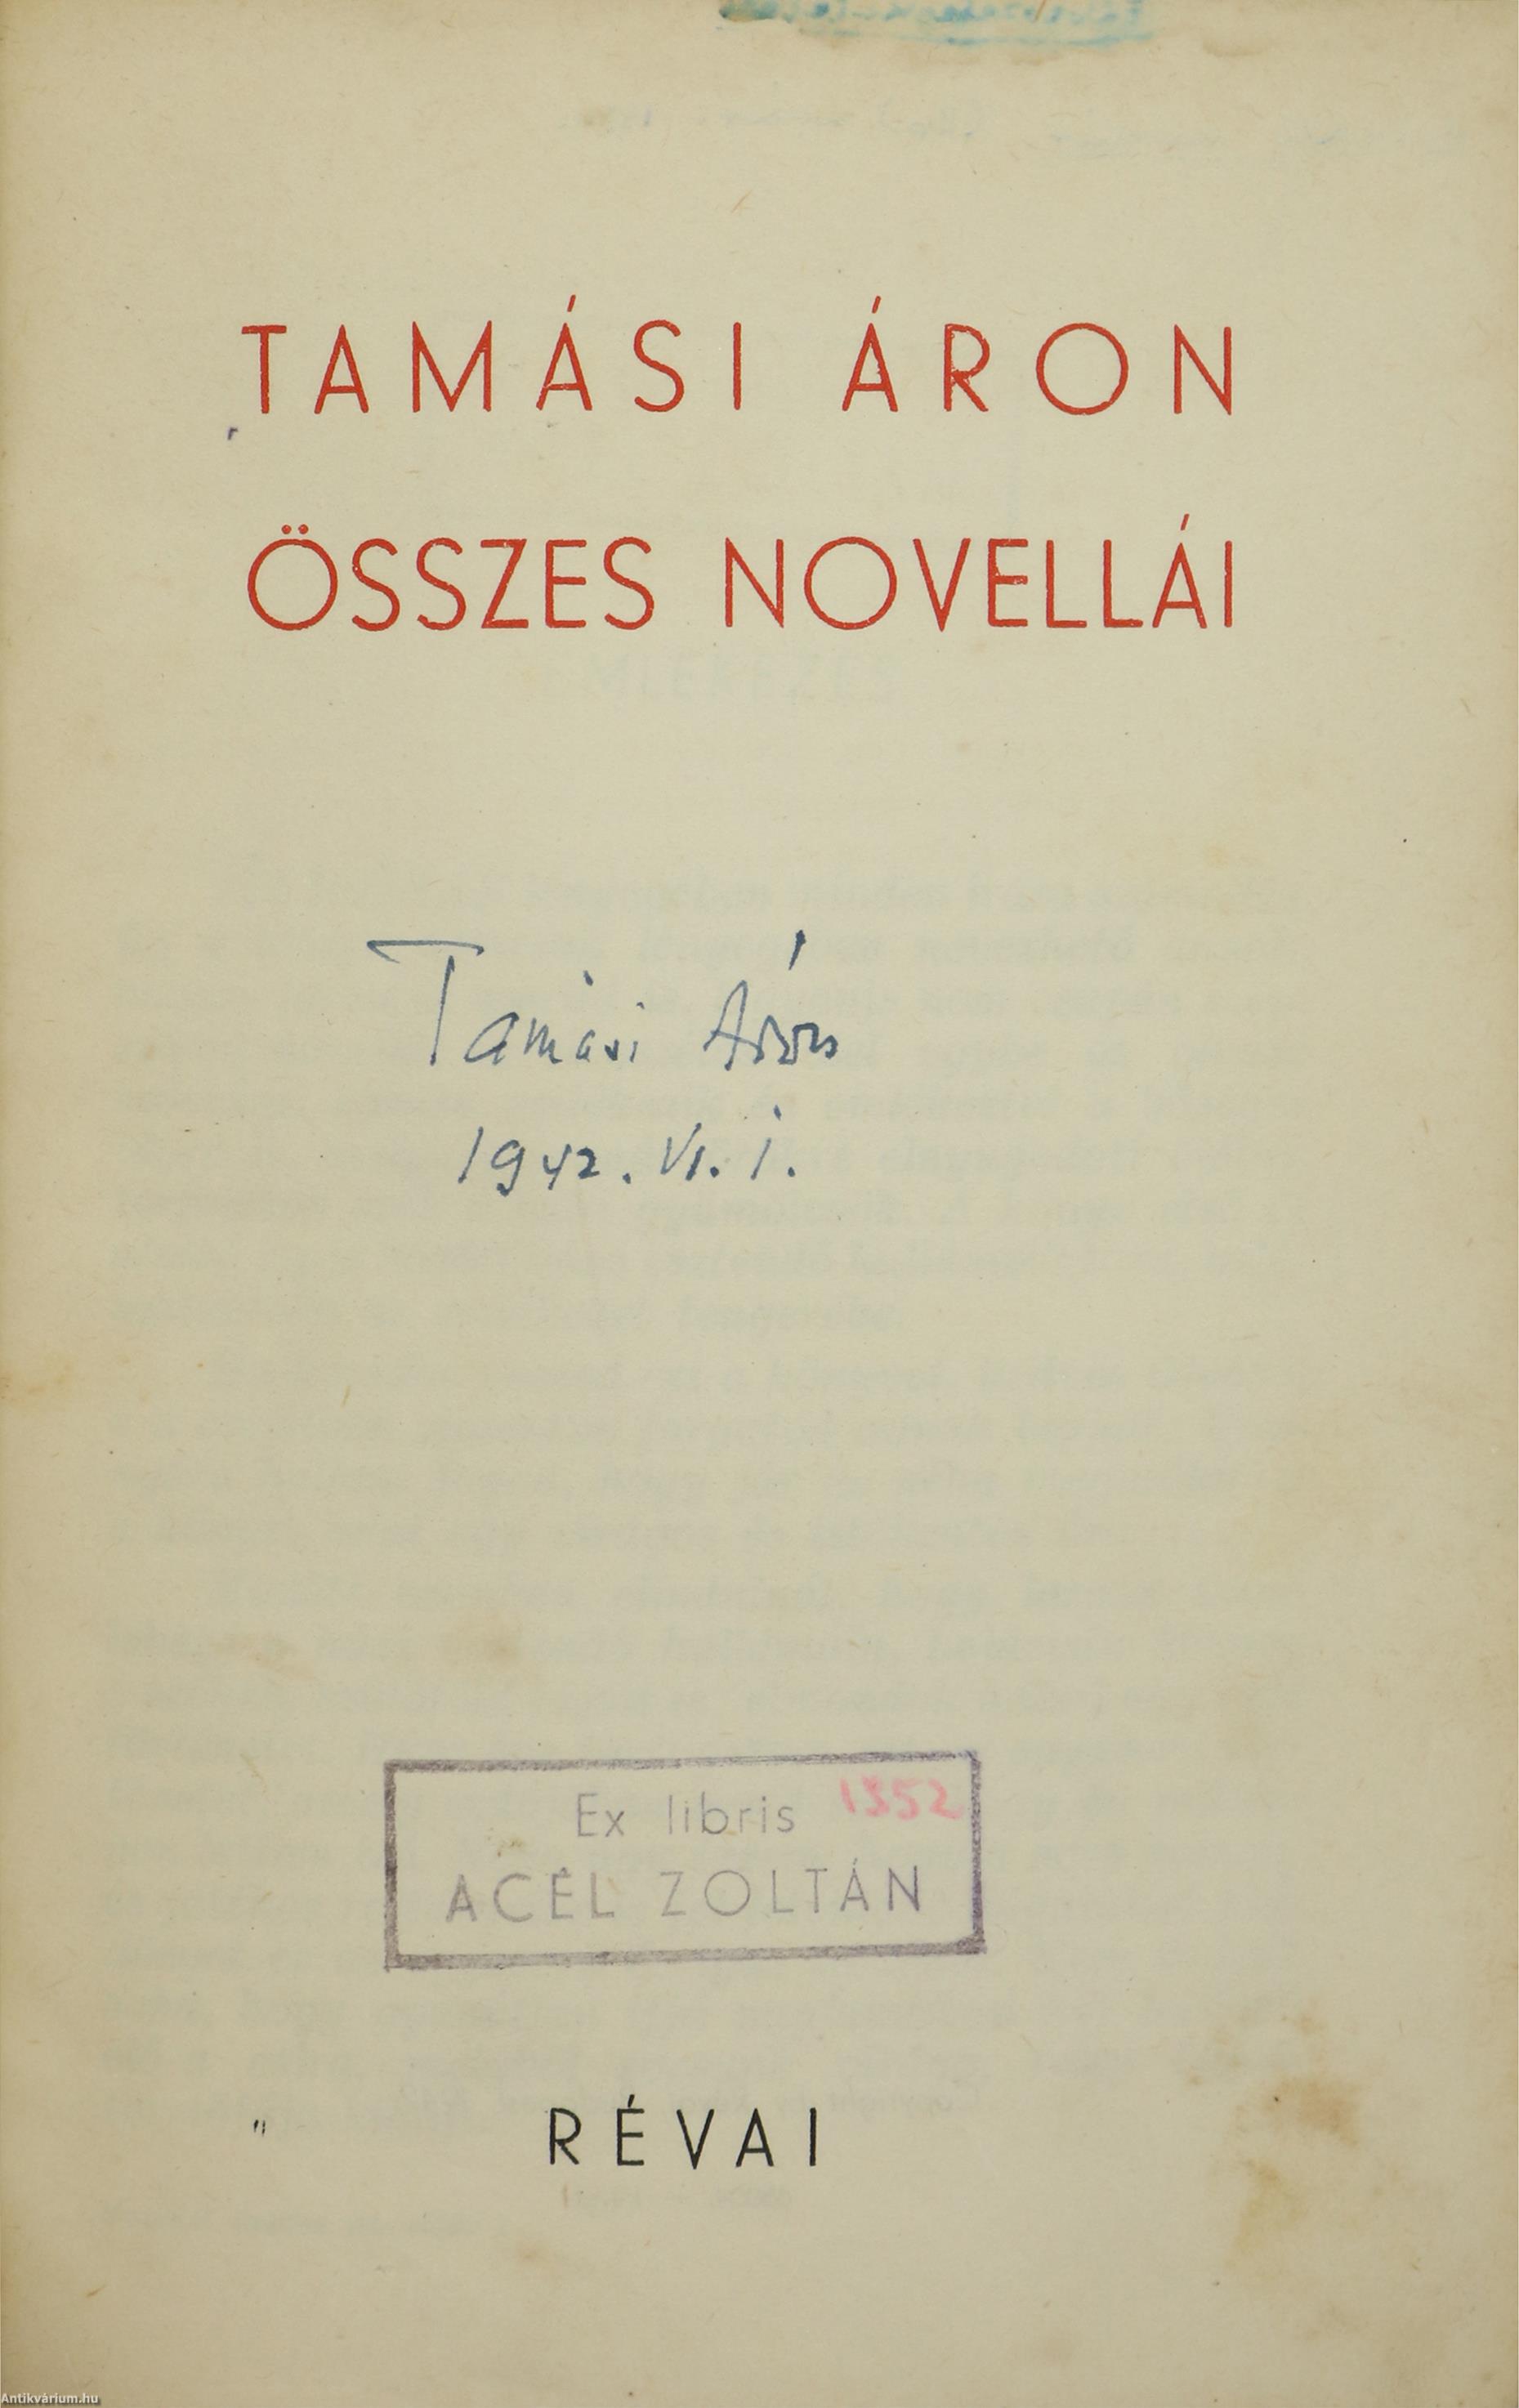 TAMÁSI ÁRON
ÖSSZES NOVELLÁI
Tamási Áron
1942. VI. 1.
Ex libris 1352
ACÉL ZOLTÁN
RÉVAI
Antikvárium.hu